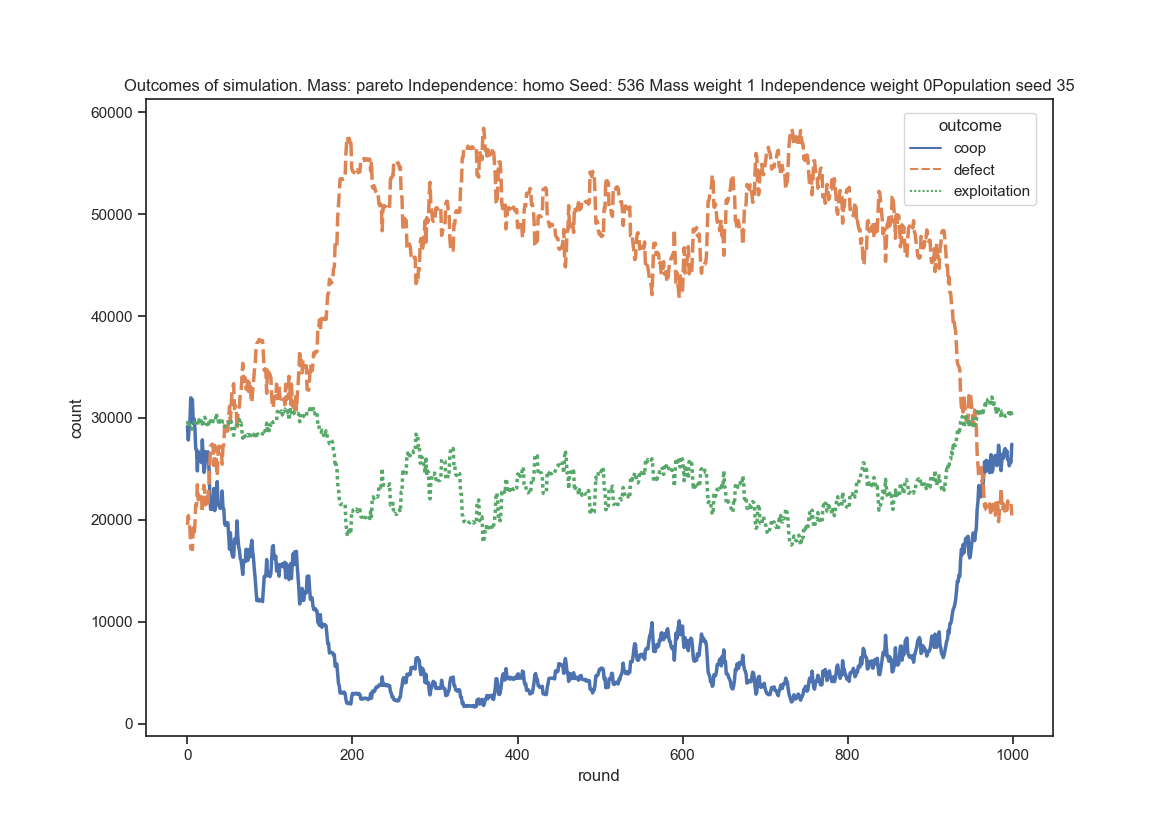 Outcomes of simulation. Mass: pareto Independence: homo Seed: 536 Mass weight 1 Independence weight 0Population seed 35
60000
50000
40000
30000
20000
10000
0
count
outcome
coop
defect
exploitation
0
200
400
600
800
1000
round